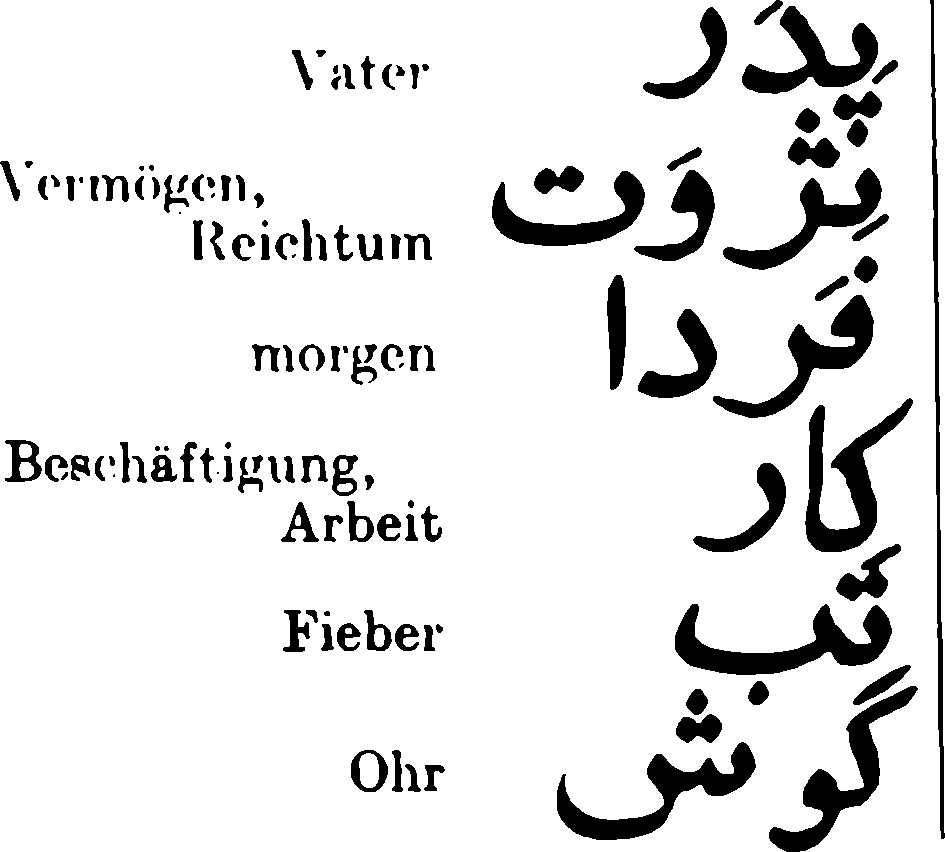 Vater پِدَر
Vermögen,
Reichtum ثِرْوَت
morgen فَردا
Beschäftigung,
Arbeit کار
Fieber تَب
Ohr گوش